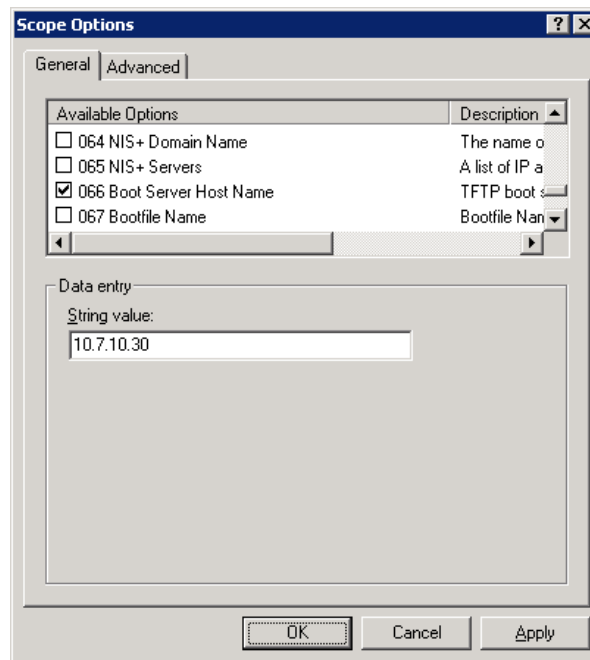 Scope Options
General Advanced
Available Options Description
064 NIS+ Domain Name The name o
065 NIS+ Servers A list of IP a
066 Boot Server Host Name TFTP boot s
067 Bootfile Name Bootfile Nan
Data entry
String value:
10.7.10.30
OK Cancel Apply